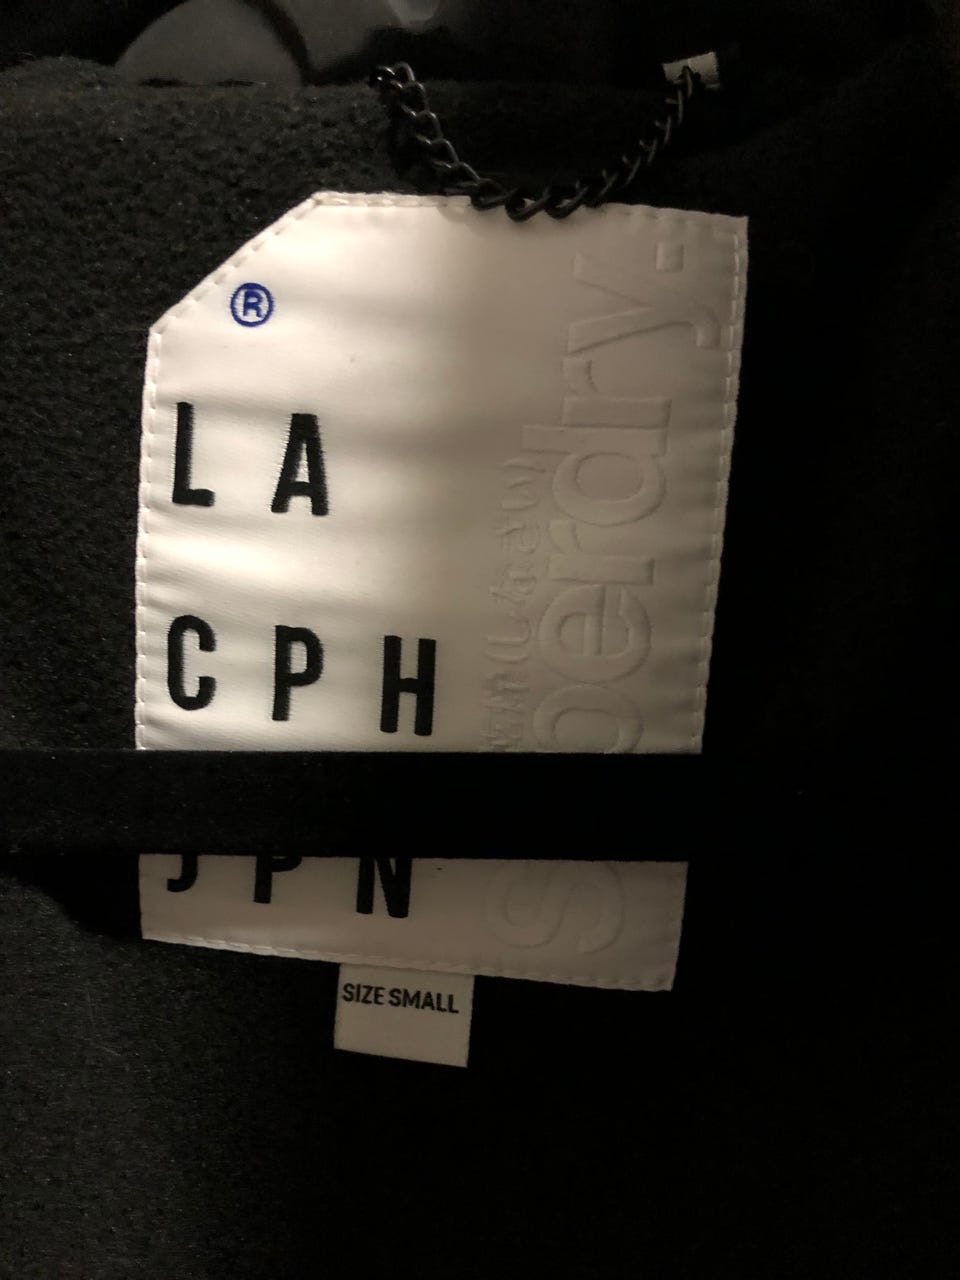 ®
LA
CPH
JPN
Superdry.
SIZE SMALL